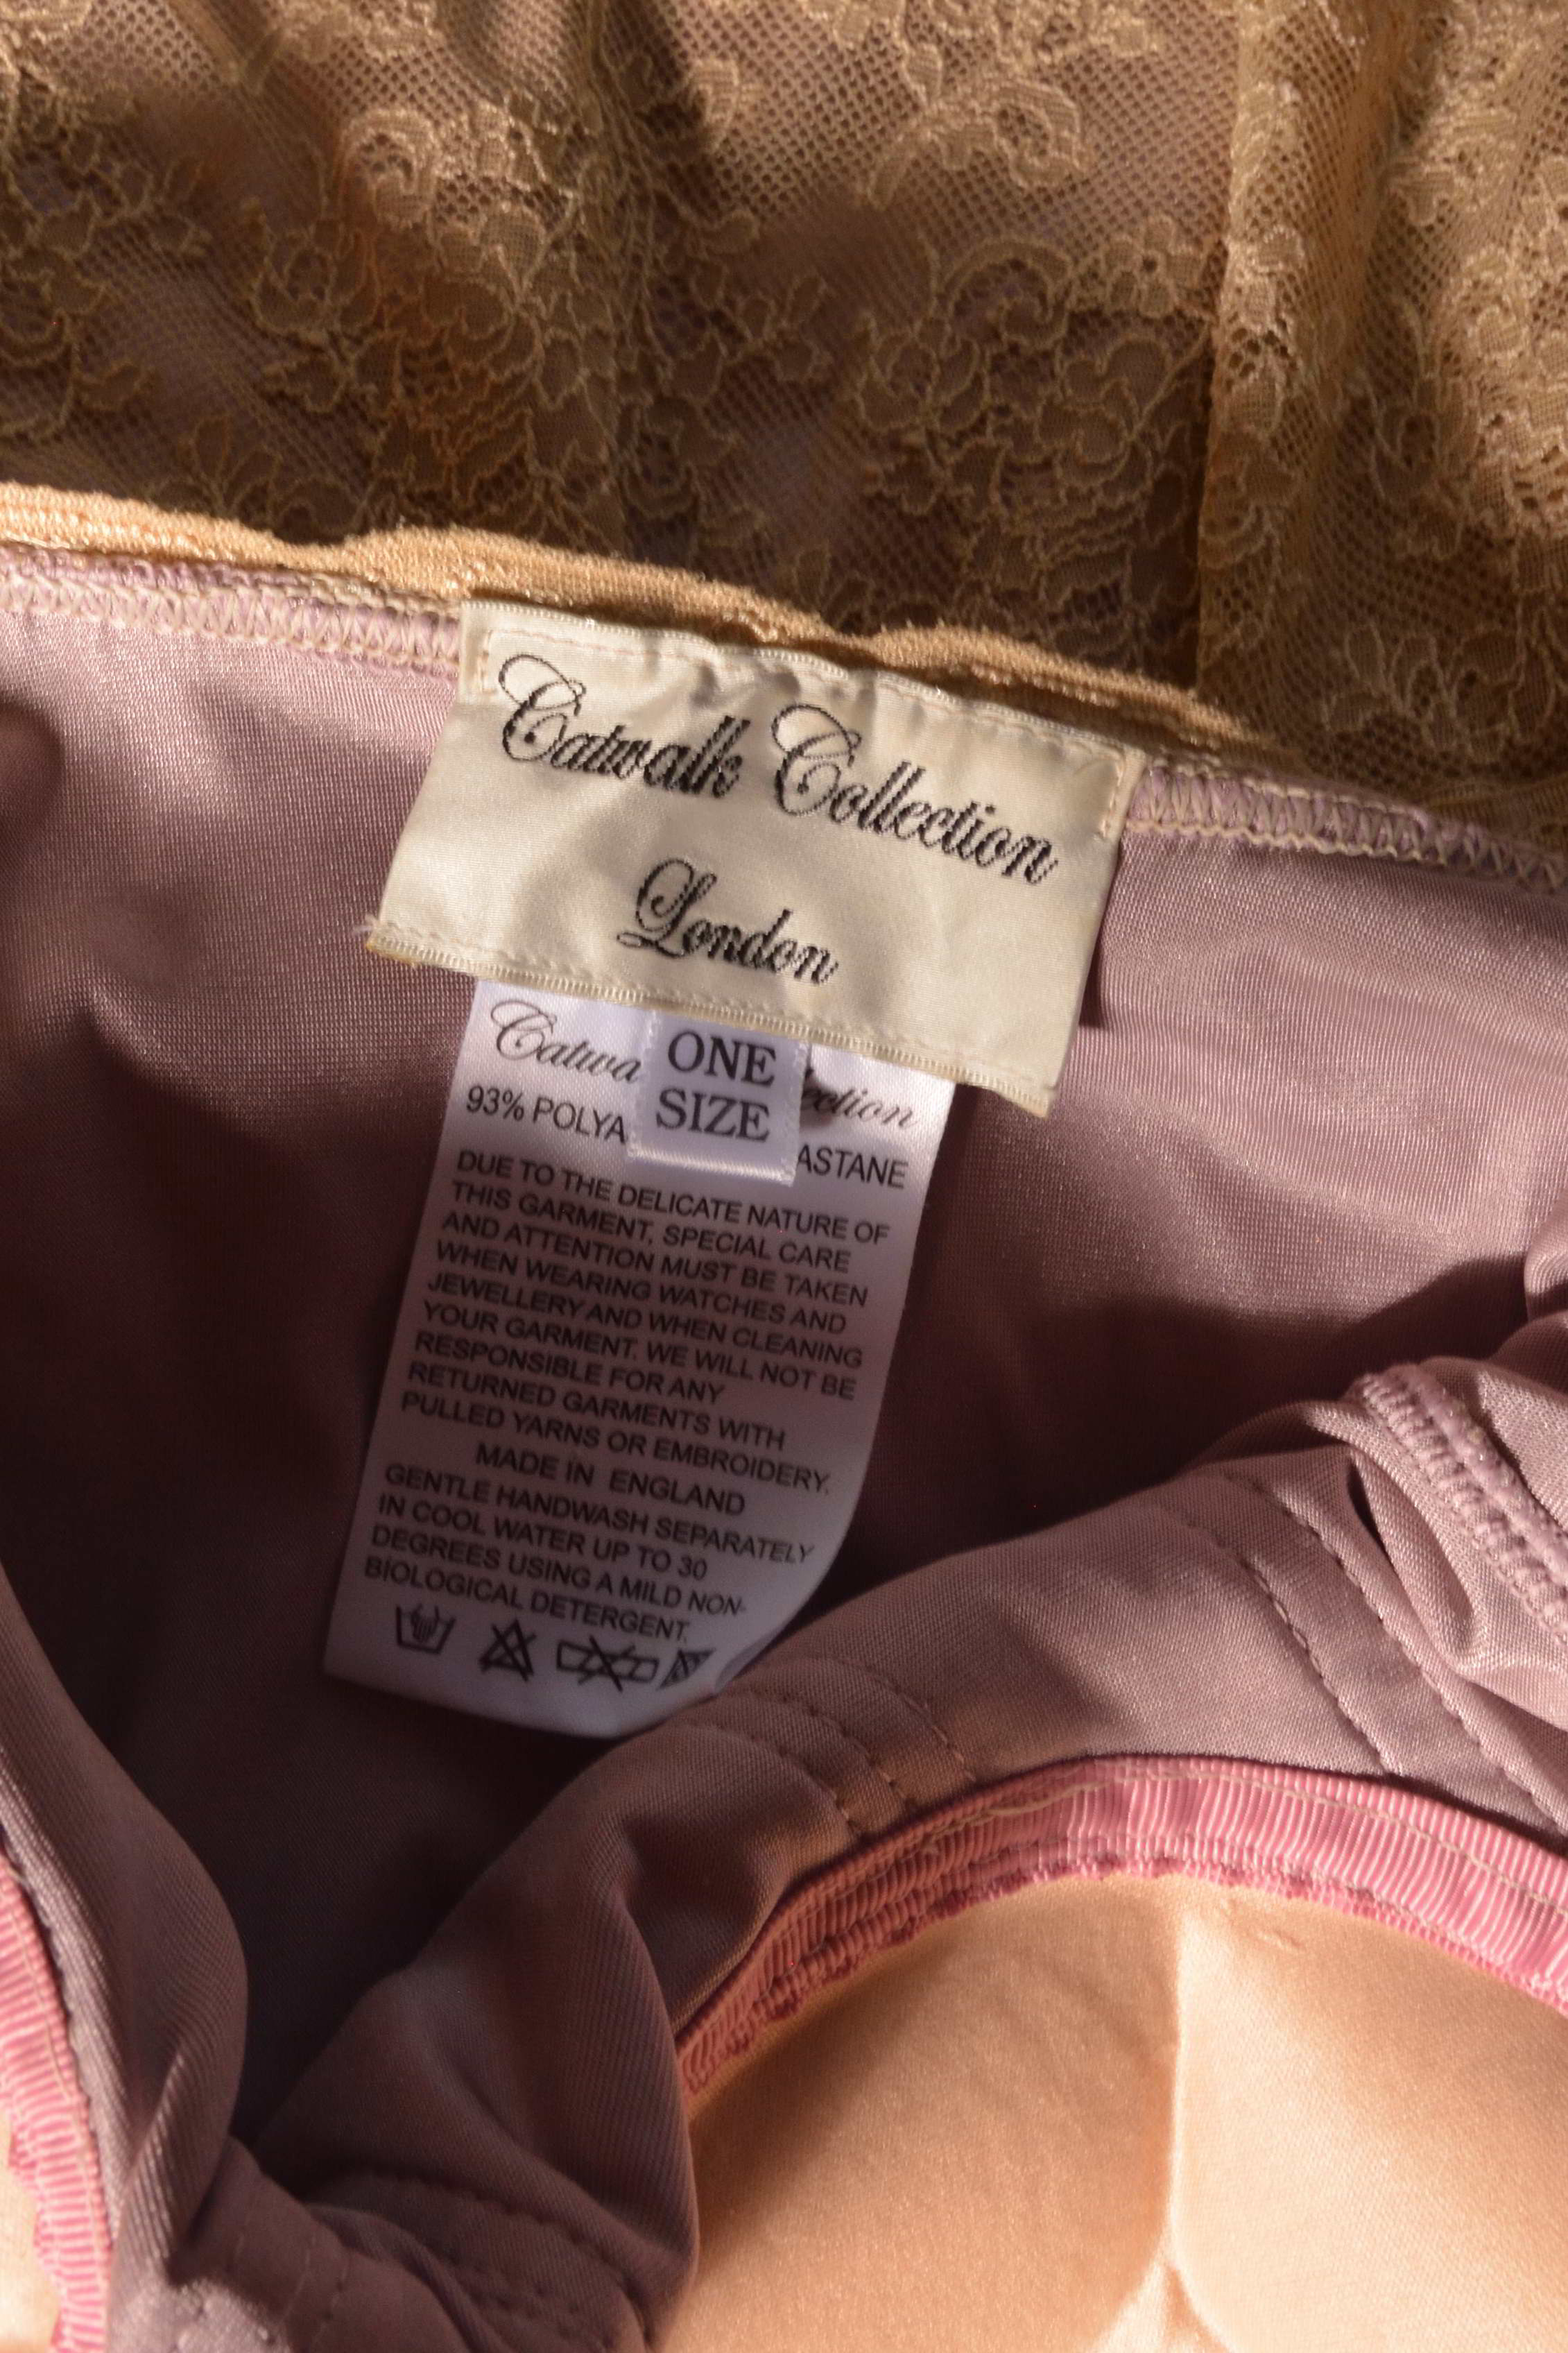 Catwalk Collection
London
Catwa ection
ONE
SIZE
93% POLYA ASTANE
DUE TO THE DELICATE NATURE OF
THIS GARMENT, SPECIAL CARE
AND ATTENTION MUST BE TAKEN
WHEN WEARING WATCHES AND
JEWELLERY AND WHEN CLEANING
YOUR GARMENT. WE WILL NOT BE
RESPONSIBLE FOR ANY
RETURNED GARMENTS WITH
PULLED YARNS OR EMBROIDERY.
MADE IN ENGLAND
GENTLE HANDWASH SEPARATELY
IN COOL WATER UP TO 30
DEGREES USING A MILD NON-
BIOLOGICAL DETERGENT.